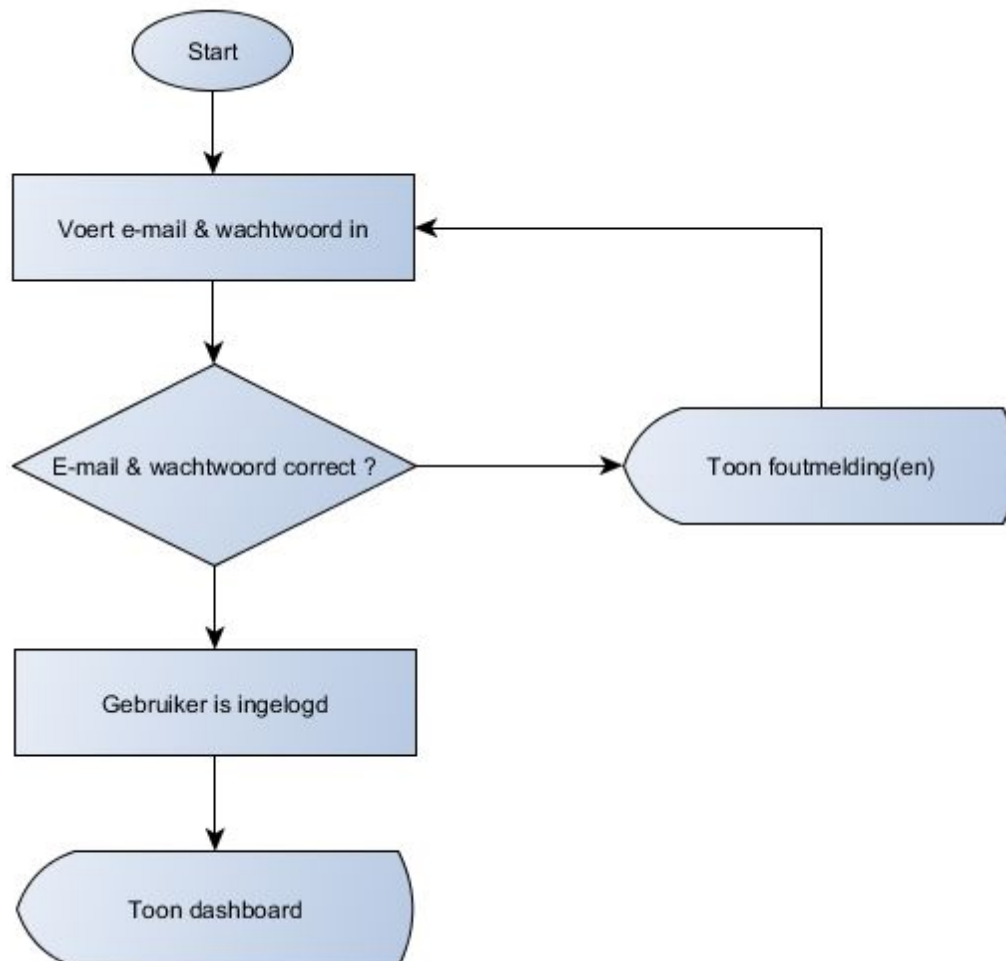 Start
Voert e-mail & wachtwoord in
E-mail & wachtwoord correct ?
Toon foutmelding(en)
Gebruiker is ingelogd
Toon dashboard